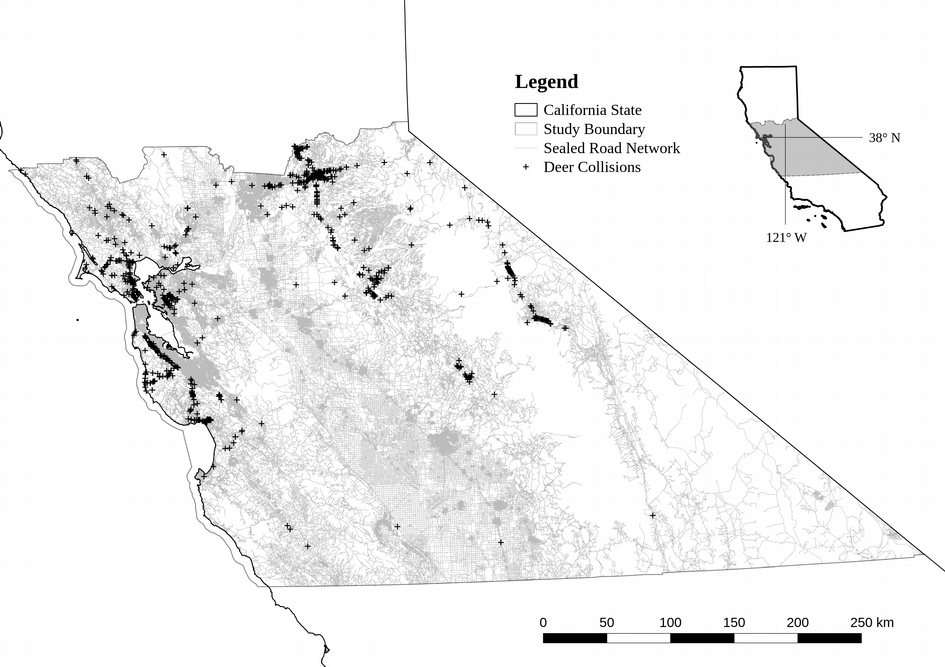 Legend
California State
Study Boundary
Sealed Road Network
Deer Collisions
38° N
121° W
0 50 100 150 200 250 km